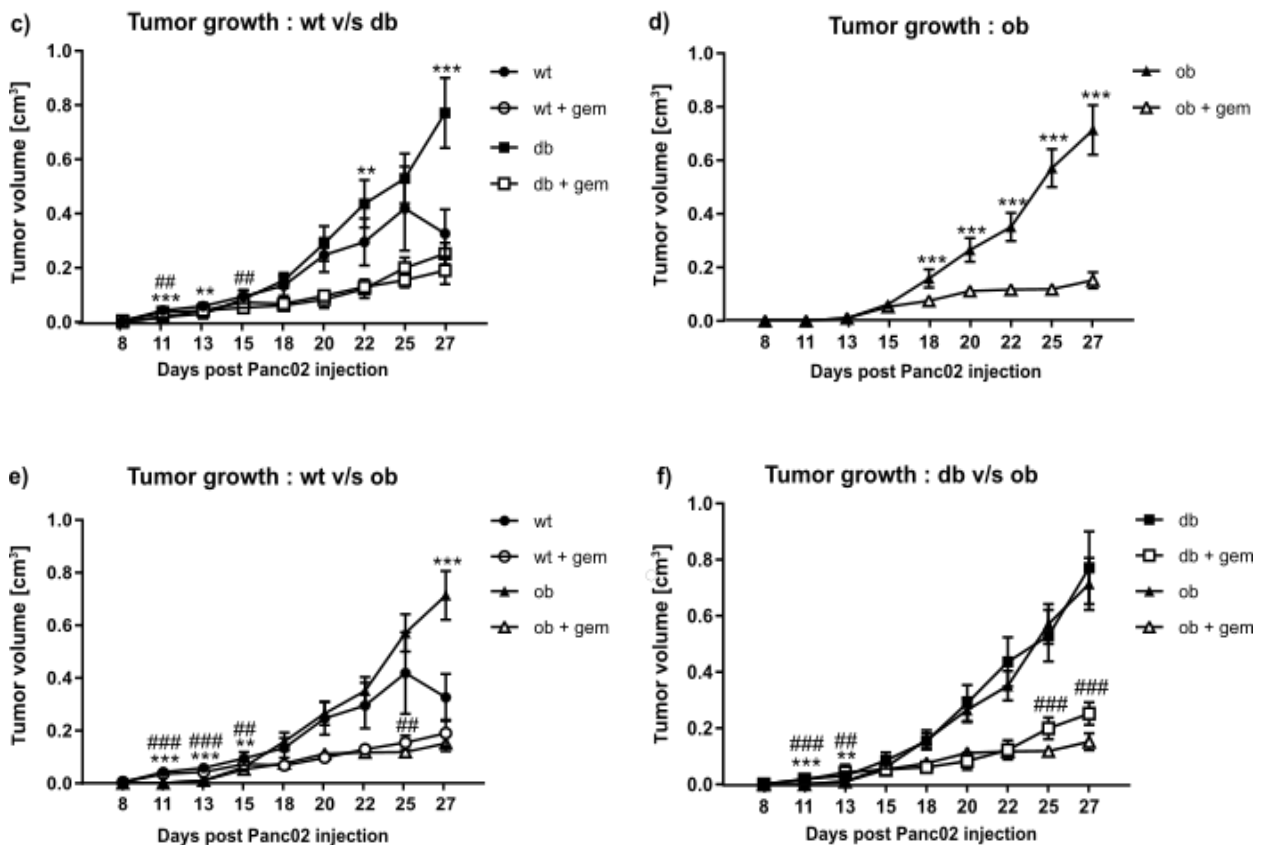 c)
Tumor growth : wt v/s db
Tumor volume [cm³]
1.0
0.8
0.6
0.4
0.2
0.0
***
**
##
***
**
##
8 11 13 15 18 20 22 25 27
Days post Panc02 injection
wt
wt + gem
db
db + gem
d)
Tumor growth : ob
Tumor volume [cm³]
1.0
0.8
0.6
0.4
0.2
0.0
***
***
***
***
***
8 11 13 15 18 20 22 25 27
Days post Panc02 injection
ob
ob + gem
e)
Tumor growth : wt v/s ob
Tumor volume [cm³]
1.0
0.8
0.6
0.4
0.2
0.0
***
##
### ### ##
*** *** **
8 11 13 15 18 20 22 25 27
Days post Panc02 injection
wt
wt + gem
ob
ob + gem
f)
Tumor growth : db v/s ob
Tumor volume [cm³]
1.0
0.8
0.6
0.4
0.2
0.0
###
###
### ##
*** **
8 11 13 15 18 20 22 25 27
Days post Panc02 injection
db
db + gem
ob
ob + gem